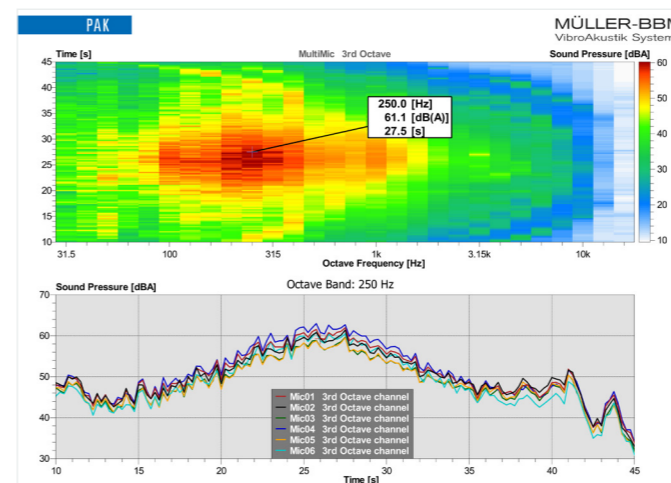 PAK
MÜLLER-BBM
VibroAkustik System
Time [s] MultiMic 3rd Octave Sound Pressure [dBA]
45
40
35
30
25
20
15
10
250.0 [Hz]
61.1 [dB(A)]
27.5 [s]
60
50
40
30
20
10
31.5 100 315 1k 3.15k 10k
Octave Frequency [Hz]
Sound Pressure [dBA] Octave Band: 250 Hz
70
60
50
40
30
Mic01 3rd Octave channel
Mic02 3rd Octave channel
Mic03 3rd Octave channel
Mic04 3rd Octave channel
Mic05 3rd Octave channel
Mic06 3rd Octave channel
10 15 20 25 30 35 40 45
Time [s]